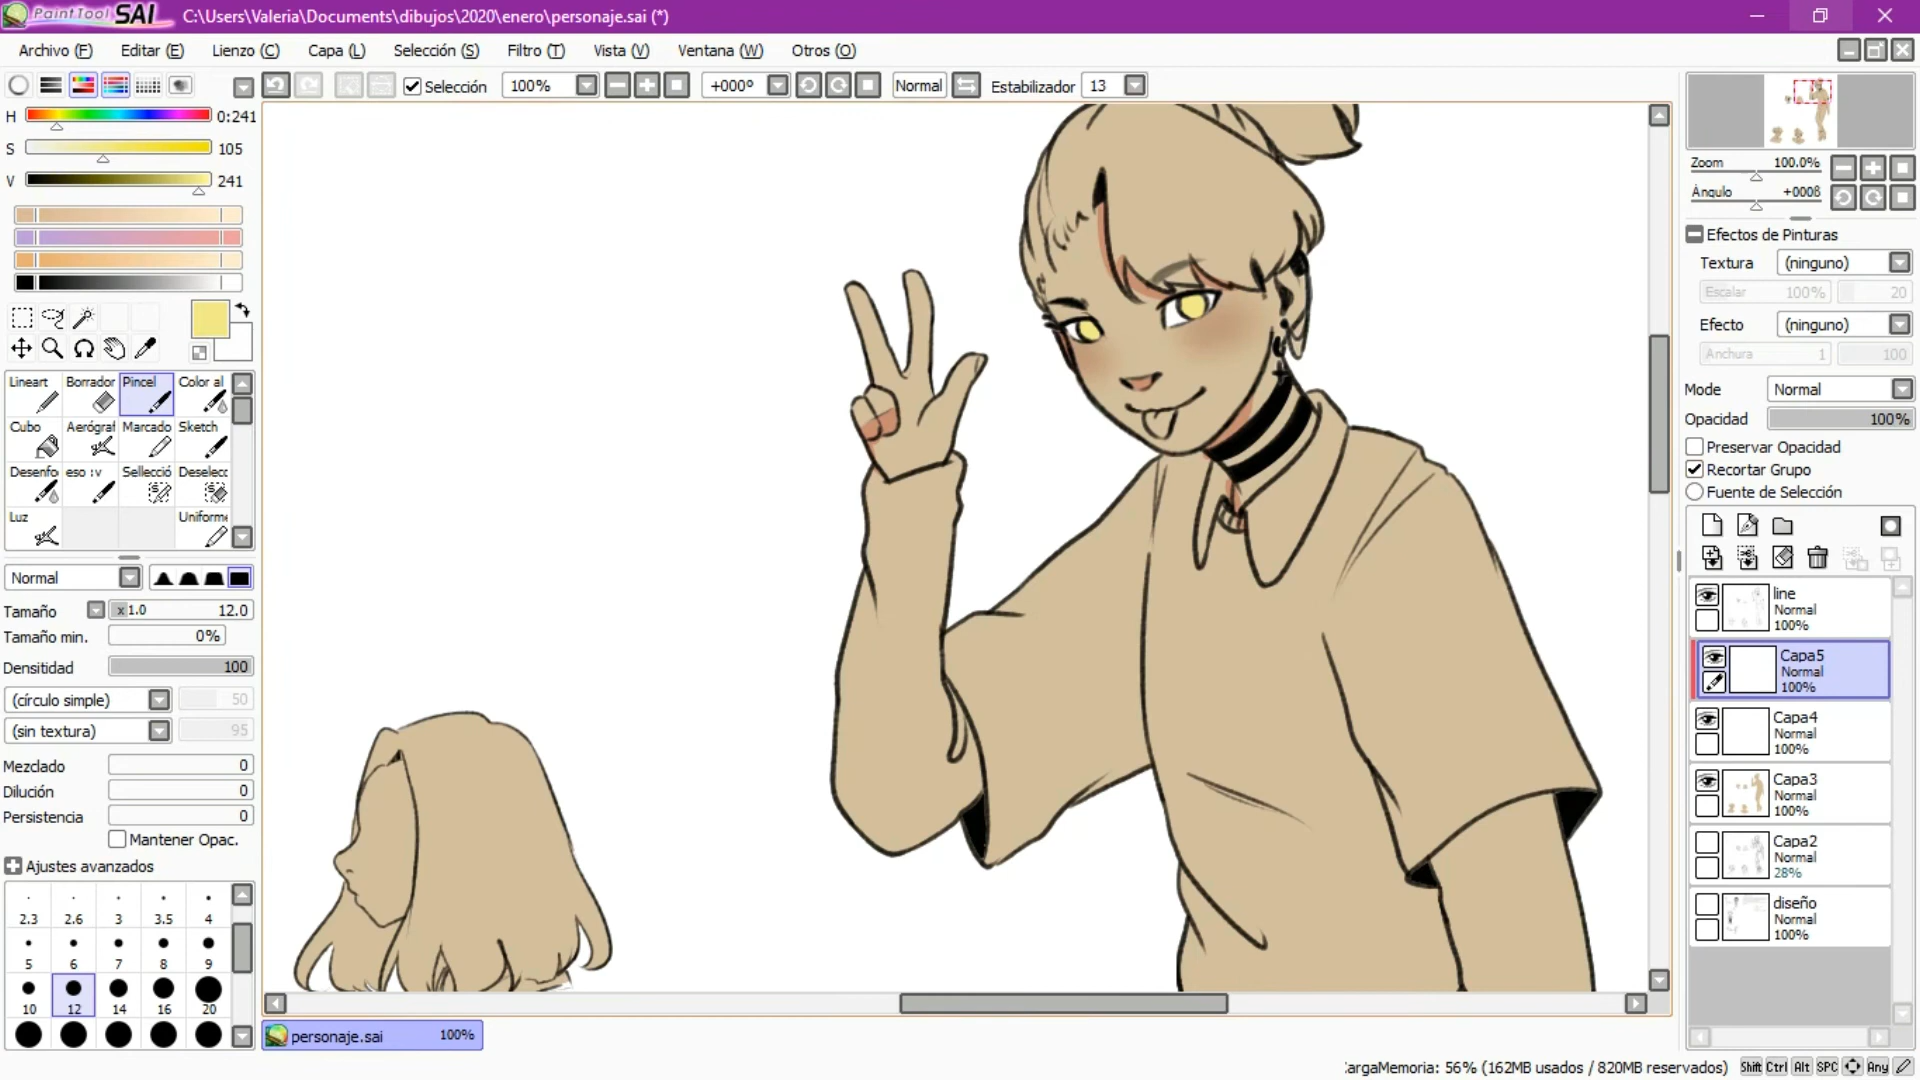 PaintTool SAI C:\Users\Valeria\Documents\dibujos\2020\enero\personaje.sai (*)
Archivo (F) Editar (E) Lienzo (C) Capa (L) Selección (S) Filtro (T) Vista (V) Ventana (W) Otros (O)
Selección 100% +000º Normal Estabilizador 13
H 0:241
S 105
V 241
Lineart Borrador Pincel Color al
Cubo Aerógraf Marcado Sketch
Desenfo eso :v Sellecció Deselecc
Luz Uniforme
Normal
Tamaño x1.0 12.0
Tamaño min. 0%
Densitidad 100
(círculo simple) 50
(sin textura) 95
Mezclado 0
Dilución 0
Persistencia 0
Mantener Opac.
Ajustes avanzados
2.3 2.6 3 3.5 4
5 6 7 8 9
10 12 14 16 20
personaje.sai 100%
Zoom 100.0%
Ángulo +0008
Efectos de Pinturas
Textura (ninguno)
Escalar 100% 20
Efecto (ninguno)
Anchura 1 100
Mode Normal
Opacidad 100%
Preservar Opacidad
Recortar Grupo
Fuente de Selección
line
Normal
100%
Capa5
Normal
100%
Capa4
Normal
100%
Capa3
Normal
100%
Capa2
Normal
28%
diseño
Normal
100%
CargaMemoria: 56% (162MB usados / 820MB reservados) Shift Ctrl Alt SPC Any